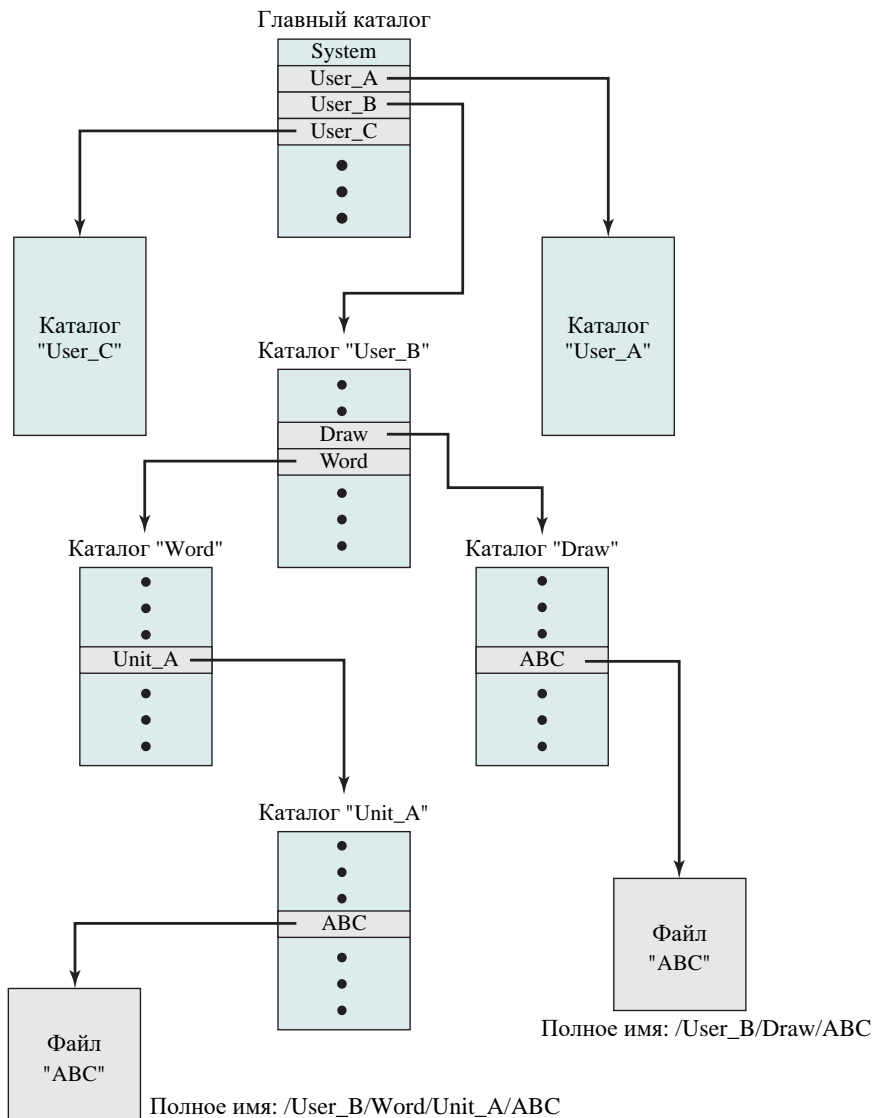 Главный каталог
System
User_A
User_B
User_C
Каталог
"User_C"
Каталог
"User_A"
Каталог "User_B"
Draw
Word
Каталог "Word"
Каталог "Draw"
Unit_A
ABC
Каталог "Unit_A"
ABC
Файл
"ABC"
Полное имя: /User_B/Draw/ABC
Файл
"ABC"
Полное имя: /User_B/Word/Unit_A/ABC